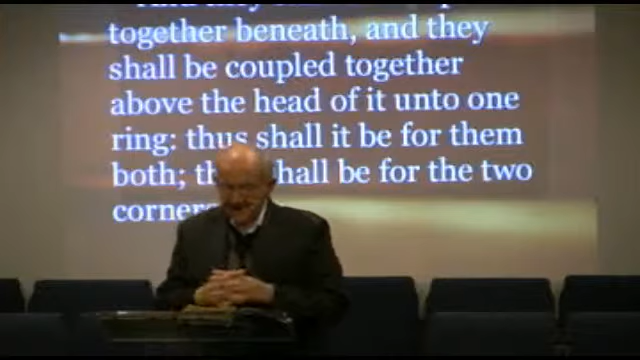 together beneath, and they
shall be coupled together
above the head of it unto one
ring: thus shall it be for them
both; shall be for the two